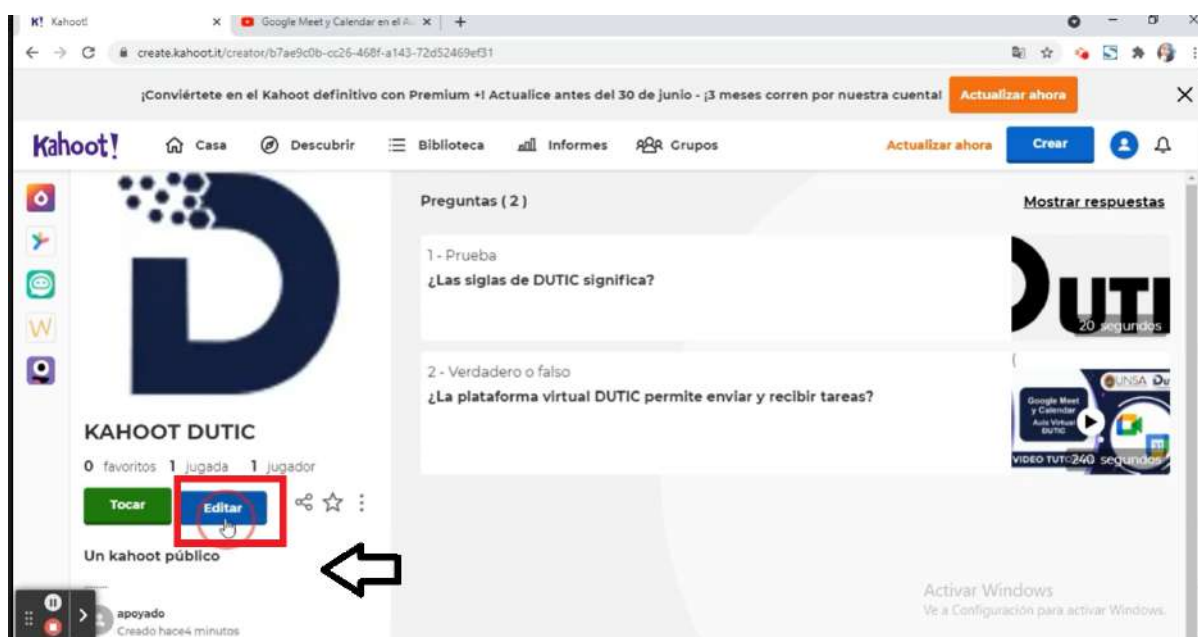 Kahoot!
Google Meet y Calendar en el A
create.kahoot.it/creator/b7ae9c0b-cc26-468f-a143-72d52469ef31
¡Conviértete en el Kahoot definitivo con Premium +! Actualice antes del 30 de junio - ¡3 meses corren por nuestra cuenta!
Actualizar ahora
Kahoot!
Casa
Descubrir
Biblioteca
Informes
Grupos
Actualizar ahora
Crear
Preguntas ( 2 )
Mostrar respuestas
1 - Prueba
¿Las siglas de DUTIC significa?
DUTI
20 segundos
2 - Verdadero o falso
¿La plataforma virtual DUTIC permite enviar y recibir tareas?
UNSA Du
Google Meet
y Calendar
Aula Virtual
DUTIC
VIDEO TUT
240 segundos
KAHOOT DUTIC
0 favoritos 1 jugada 1 jugador
Tocar
Editar
Un kahoot público
apoyado
Creado hace4 minutos
Activar Windows
Ve a Configuración para activar Windows.